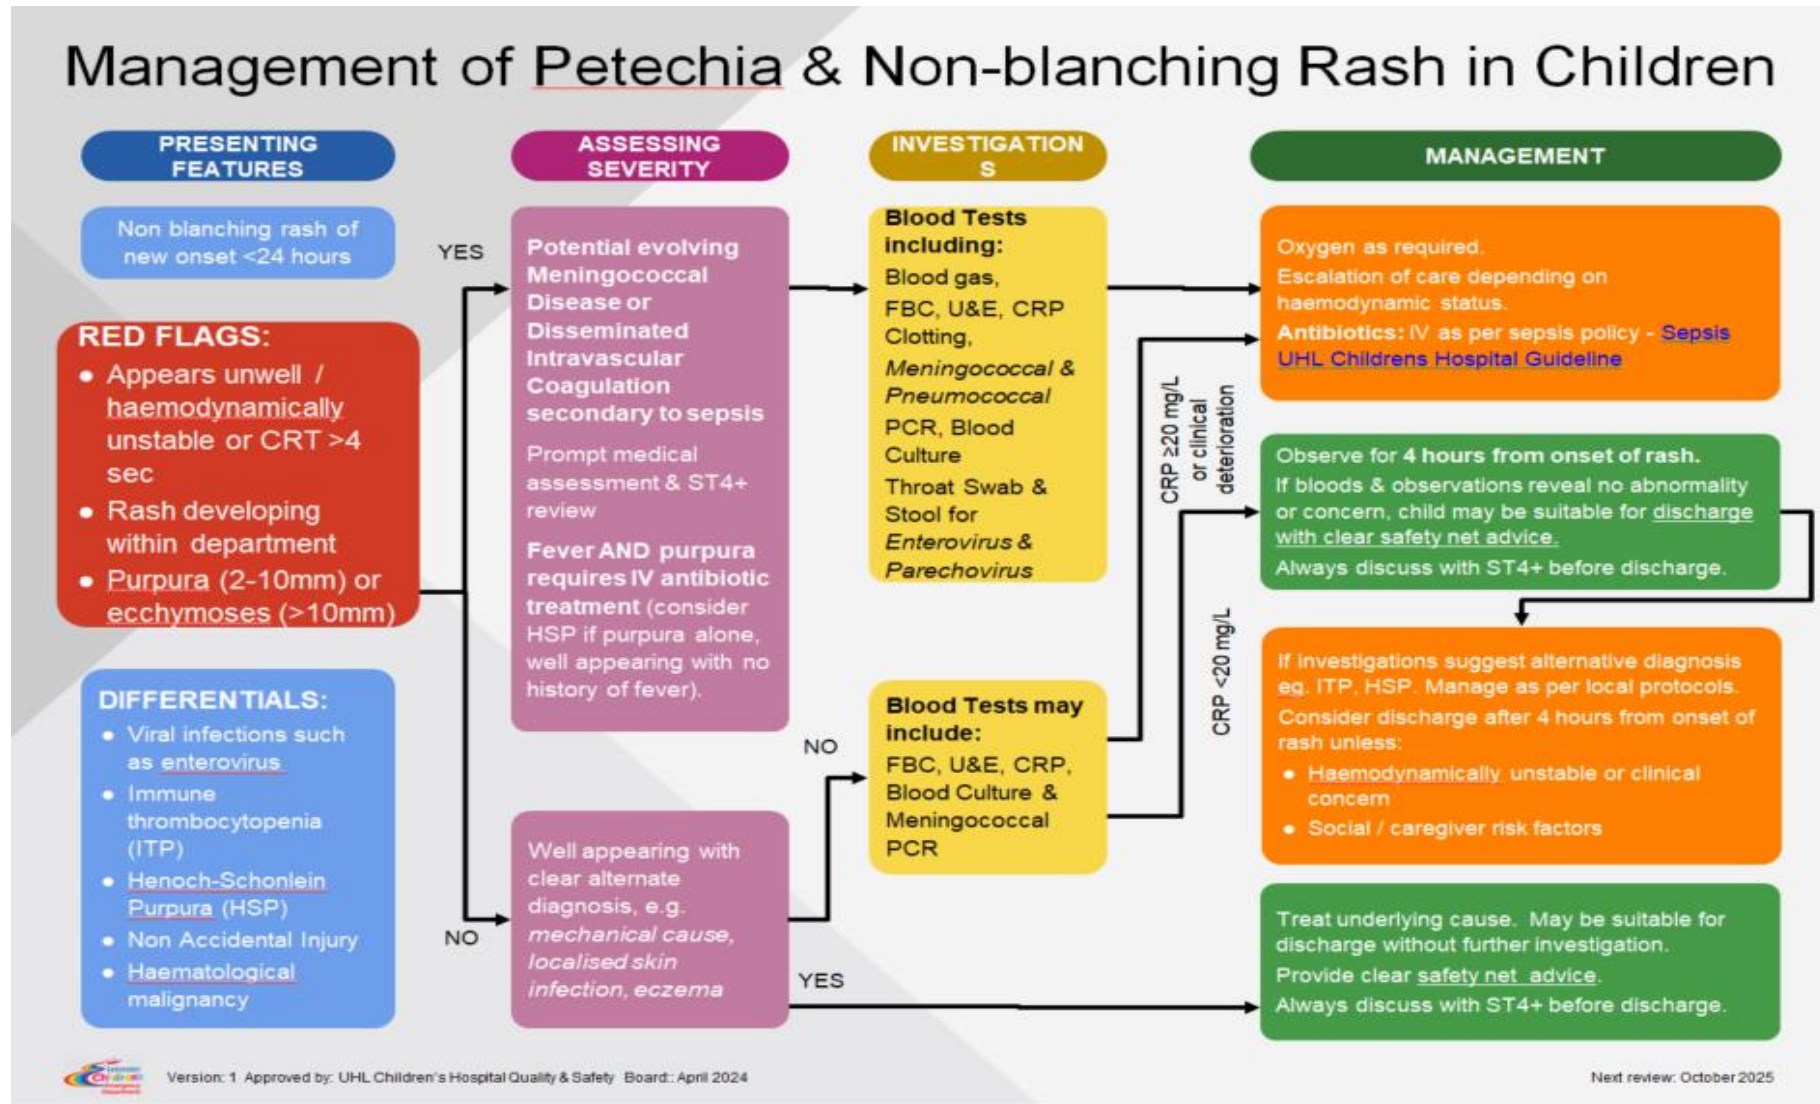 Management of Petechia & Non-blanching Rash in Children
PRESENTING
FEATURES
Non blanching rash of
new onset <24 hours
RED FLAGS:
● Appears unwell /
haemodynamically
unstable or CRT >4
sec
● Rash developing
within department
● Purpura (2-10mm) or
ecchymoses (>10mm)
DIFFERENTIALS:
● Viral infections such
as enterovirus
● Immune
thrombocytopenia
(ITP)
● Henoch-Schonlein
Purpura (HSP)
● Non Accidental Injury
● Haematological
malignancy
YES
NO
ASSESSING
SEVERITY
Potential evolving
Meningococcal
Disease or
Disseminated
Intravascular
Coagulation
secondary to sepsis
Prompt medical
assessment & ST4+
review
Fever AND purpura
requires IV antibiotic
treatment (consider
HSP if purpura alone,
well appearing with no
history of fever).
Well appearing with
clear alternate
diagnosis, e.g.
mechanical cause,
localised skin
infection, eczema
NO
YES
INVESTIGATION
S
Blood Tests
including:
Blood gas,
FBC, U&E, CRP
Clotting,
Meningococcal &
Pneumococcal
PCR, Blood
Culture
Throat Swab &
Stool for
Enterovirus &
Parechovirus
Blood Tests may
include:
FBC, U&E, CRP,
Blood Culture &
Meningococcal
PCR
CRP ≥20 mg/L
or clinical
deterioration
CRP <20 mg/L
MANAGEMENT
Oxygen as required.
Escalation of care depending on
haemodynamic status.
Antibiotics: IV as per sepsis policy - Sepsis
UHL Childrens Hospital Guideline
Observe for 4 hours from onset of rash.
If bloods & observations reveal no abnormality
or concern, child may be suitable for discharge
with clear safety net advice.
Always discuss with ST4+ before discharge.
If investigations suggest alternative diagnosis
eg. ITP, HSP. Manage as per local protocols.
Consider discharge after 4 hours from onset of
rash unless:
● Haemodynamically unstable or clinical
concern
● Social / caregiver risk factors
Treat underlying cause. May be suitable for
discharge without further investigation.
Provide clear safety net advice.
Always discuss with ST4+ before discharge.
Version: 1 Approved by: UHL Children's Hospital Quality & Safety Board:: April 2024
Next review: October 2025